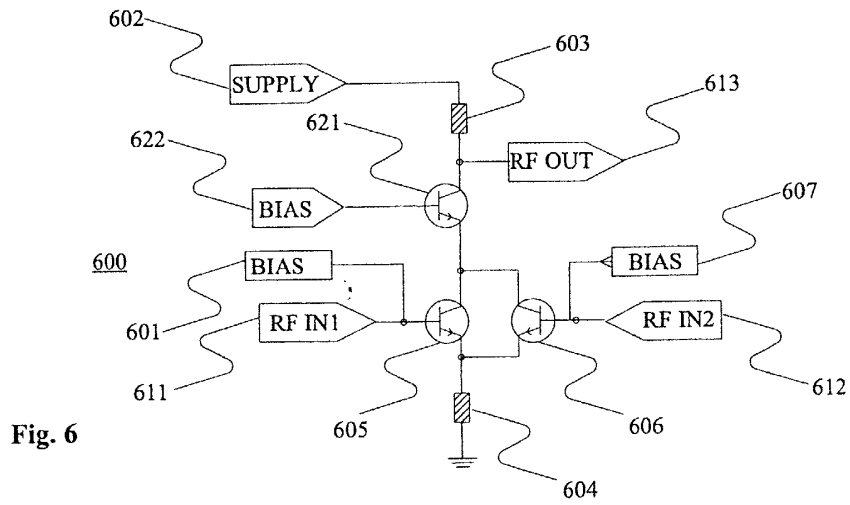 602
603
SUPPLY
613
621
622
RF OUT
607
BIAS
600
BIAS
BIAS
601
RF IN1
RF IN2
611
612
605
606
Fig. 6
604